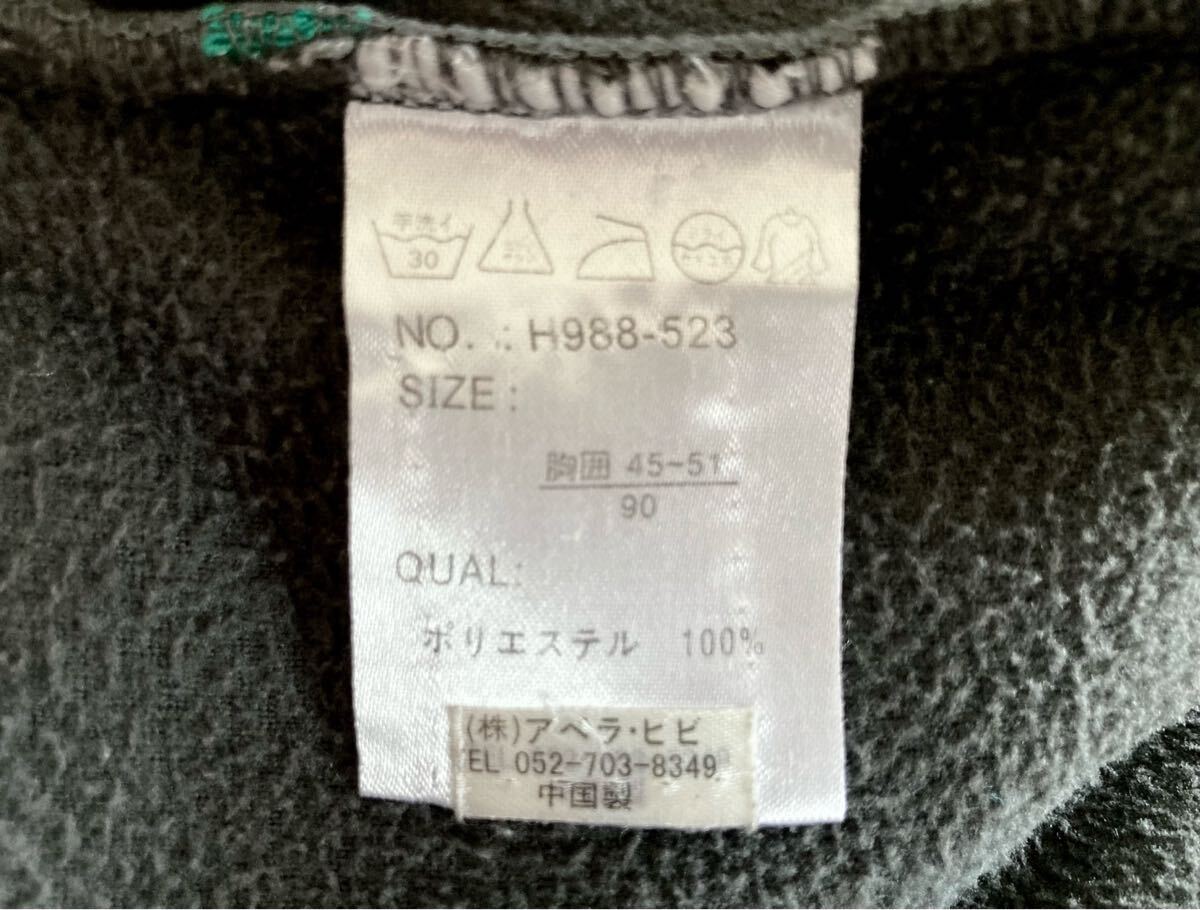 手洗イ
30
NO. : H988-523
SIZE :
胸囲 45~51
90
QUAL:
ポリエステル 100%
(株)アベラ・ヒビ
EL 052-703-8349
中国製